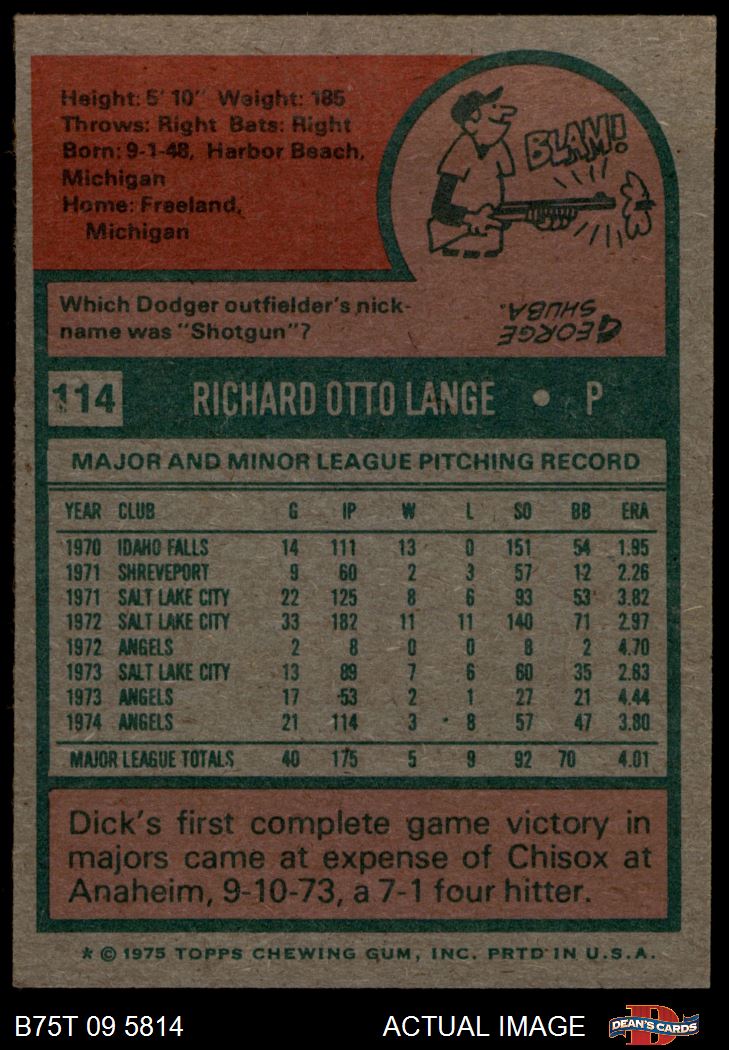 Height: 5' 10" Weight: 185
Throws: Right Bats: Right
Born: 9-1-48, Harbor Beach,
Michigan
Home: Freeland,
Michigan
BLAM!
Which Dodger outfielder's nick-
name was "Shotgun"?
GEORGE
SHUBA.
114 RICHARD OTTO LANGE • P
MAJOR AND MINOR LEAGUE PITCHING RECORD
YEAR CLUB G IP W L SO BB ERA
1970 IDAHO FALLS 14 111 13 0 151 54 1.95
1971 SHREVEPORT 9 60 2 3 57 12 2.26
1971 SALT LAKE CITY 22 125 8 6 93 53 3.82
1972 SALT LAKE CITY 33 182 11 11 140 71 2.97
1972 ANGELS 2 8 0 0 8 2 4.70
1973 SALT LAKE CITY 13 89 7 6 60 35 2.83
1973 ANGELS 17 53 2 1 27 21 4.44
1974 ANGELS 21 114 3 8 57 47 3.80
MAJOR LEAGUE TOTALS 40 175 5 9 92 70 4.01
Dick's first complete game victory in
majors came at expense of Chisox at
Anaheim, 9-10-73, a 7-1 four hitter.
* © 1975 TOPPS CHEWING GUM, INC. PRTD IN U.S.A.
B75T 09 5814 ACTUAL IMAGE DEAN'S CARDS